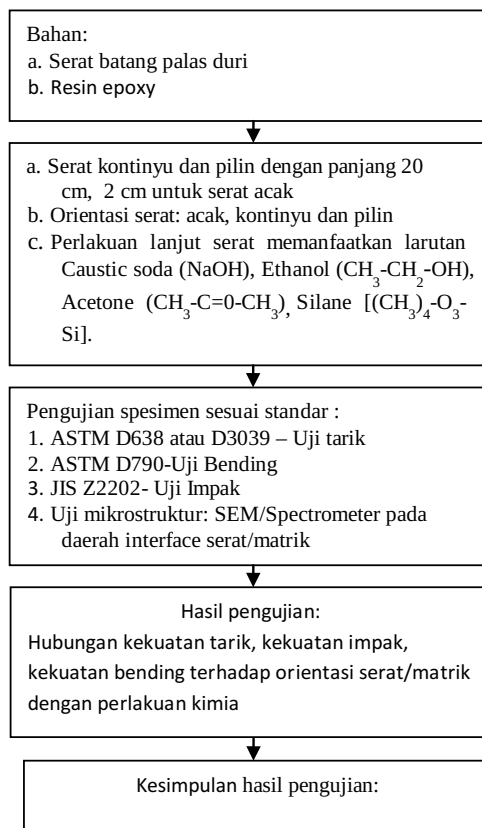 Bahan:
a. Serat batang palas duri
b. Resin epoxy
a. Serat kontinyu dan pilin dengan panjang 20
cm, 2 cm untuk serat acak
b. Orientasi serat: acak, kontinyu dan pilin
c. Perlakuan lanjut serat memanfaatkan larutan
Caustic soda (NaOH), Ethanol (CH₃-CH₂-OH),
Acetone (CH₃-C=0-CH₃), Silane [(CH₃)₄-O₃-
Si].
Pengujian spesimen sesuai standar :
1. ASTM D638 atau D3039 – Uji tarik
2. ASTM D790-Uji Bending
3. JIS Z2202- Uji Impak
4. Uji mikrostruktur: SEM/Spectrometer pada
daerah interface serat/matrik
Hasil pengujian:
Hubungan kekuatan tarik, kekuatan impak,
kekuatan bending terhadap orientasi serat/matrik
dengan perlakuan kimia
Kesimpulan hasil pengujian: